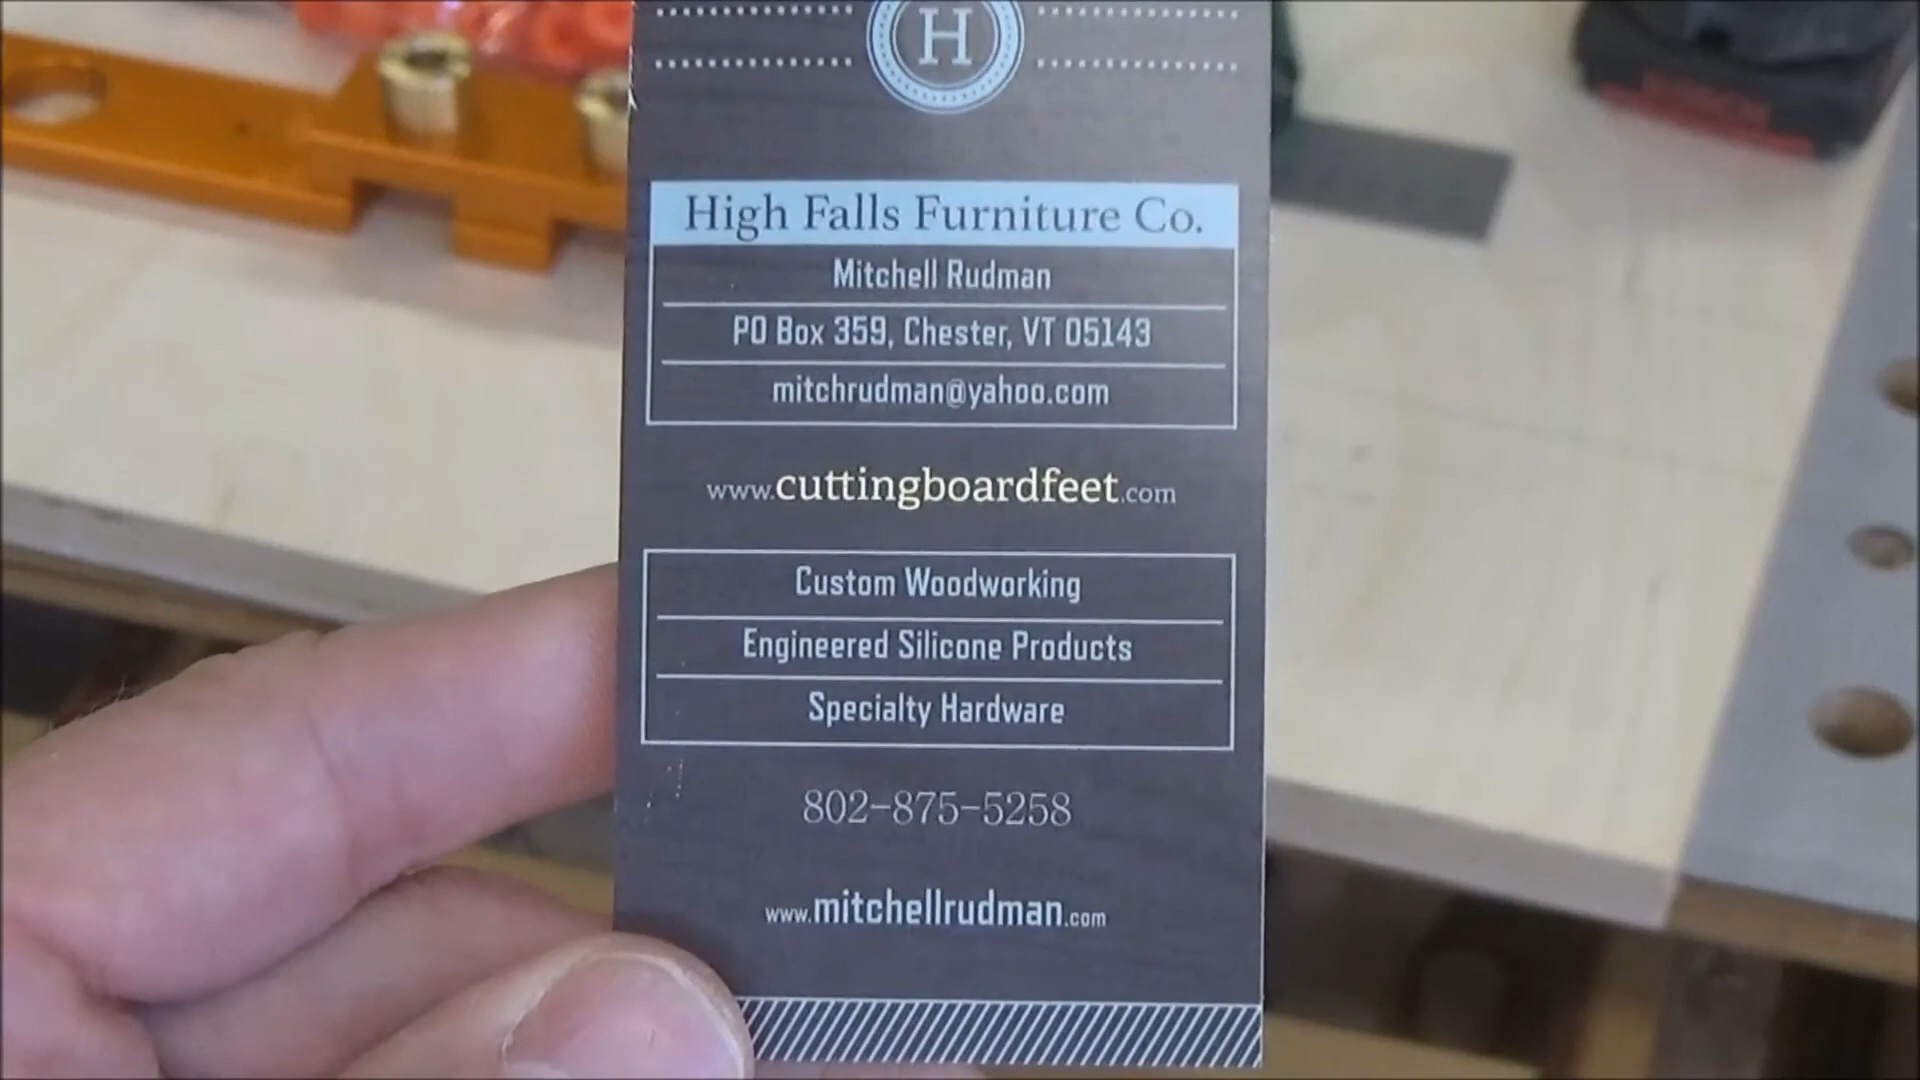 H
High Falls Furniture Co.
Mitchell Rudman
PO Box 359, Chester, VT 05143
mitchrudman@yahoo.com
www.cuttingboardfeet.com
Custom Woodworking
Engineered Silicone Products
Specialty Hardware
802-875-5258
www.mitchellrudman.com